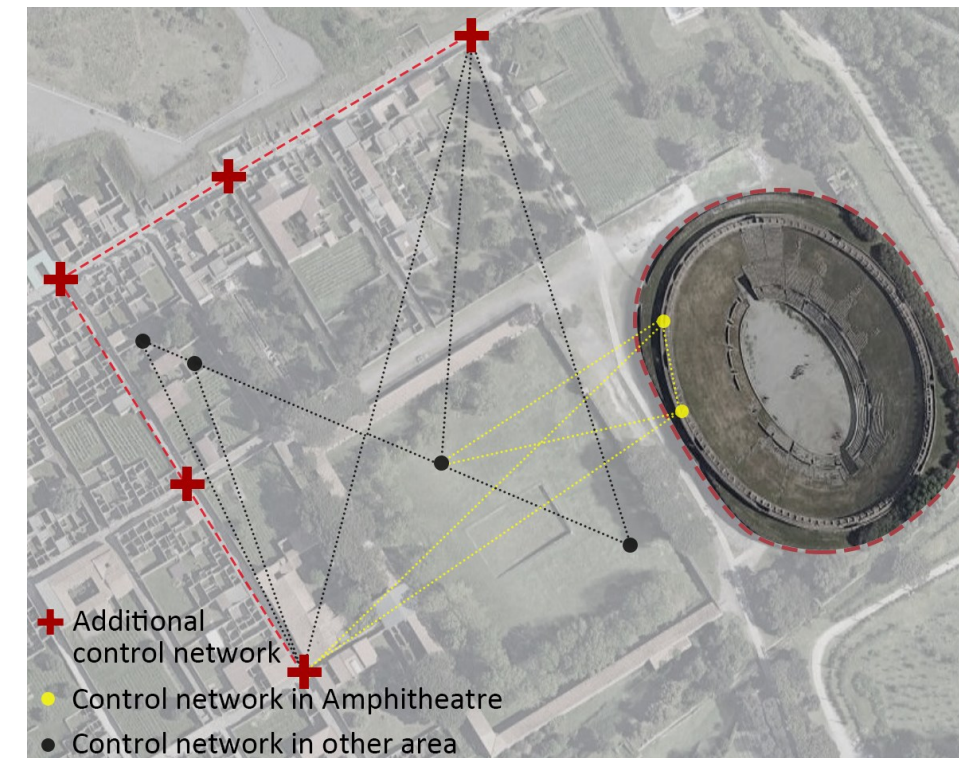 Additional
control network
Control network in Amphitheatre
Control network in other area